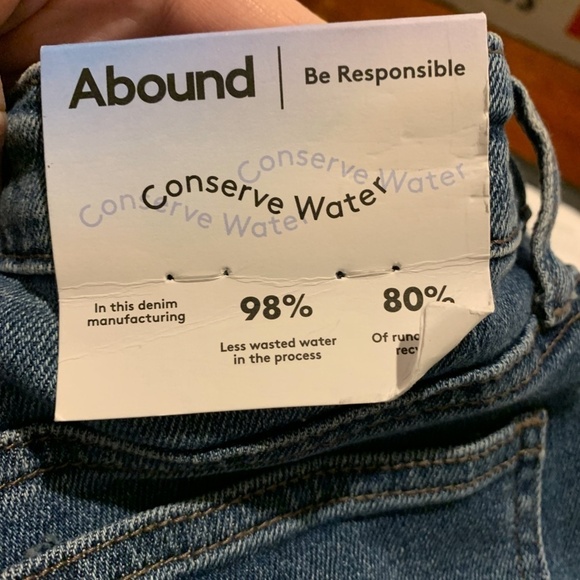 Abound
Be Responsible
Conserve Water
Conserve Water
Conserve Water
In this denim
manufacturing
98%
Less wasted water
in the process
80%
Of